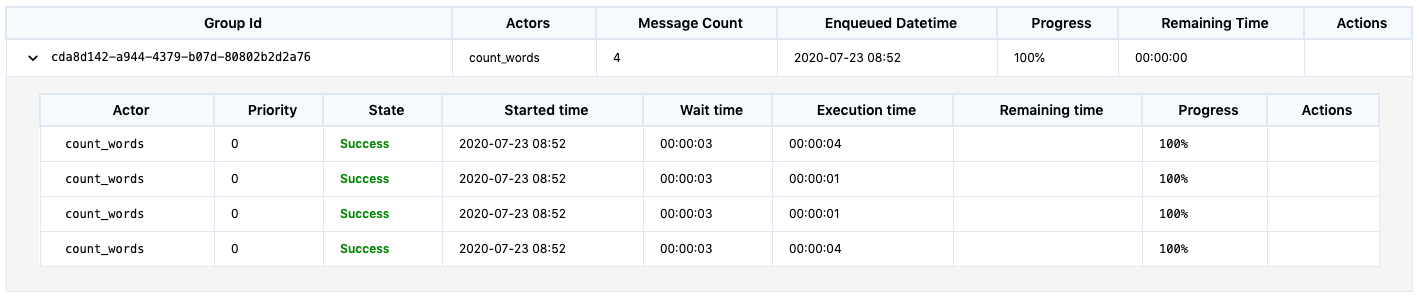 Group Id Actors Message Count Enqueued Datetime Progress Remaining Time Actions
cda8d142-a944-4379-b07d-80802b2d2a76 count_words 4 2020-07-23 08:52 100% 00:00:00
Actor Priority State Started time Wait time Execution time Remaining time Progress Actions
count_words 0 Success 2020-07-23 08:52 00:00:03 00:00:04 100%
count_words 0 Success 2020-07-23 08:52 00:00:03 00:00:01 100%
count_words 0 Success 2020-07-23 08:52 00:00:03 00:00:01 100%
count_words 0 Success 2020-07-23 08:52 00:00:03 00:00:04 100%